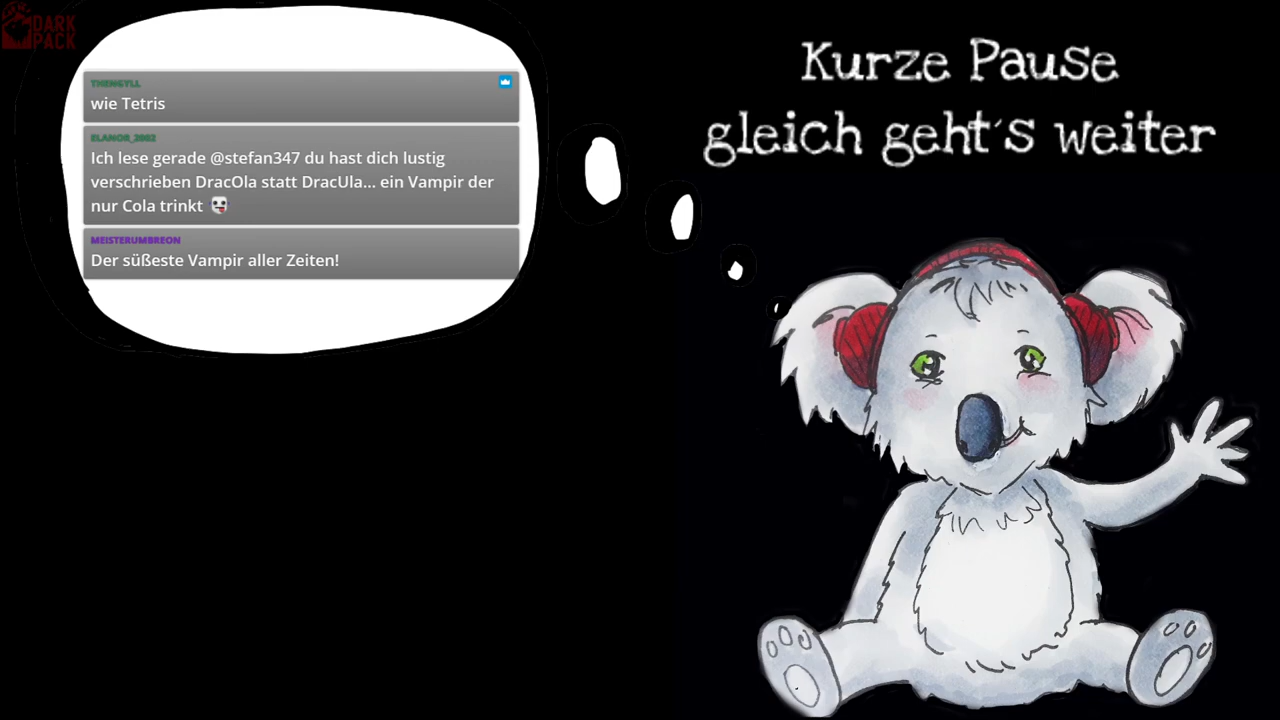 DARK
PACK
THENGYLL
wie Tetris
ELANOR_2002
Ich lese gerade @stefan347 du hast dich lustig
verschrieben DracOla statt DracUla... ein Vampir der
nur Cola trinkt
MEISTERUMBREON
Der süßeste Vampir aller Zeiten!
Kurze Pause
gleich geht´s weiter